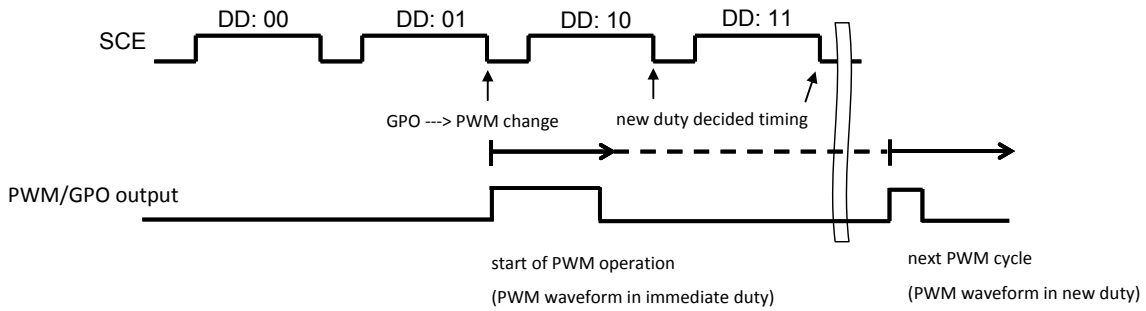 DD: 00 DD: 01 DD: 10 DD: 11
SCE
GPO ---> PWM change new duty decided timing
PWM/GPO output
start of PWM operation next PWM cycle
(PWM waveform in immediate duty) (PWM waveform in new duty)